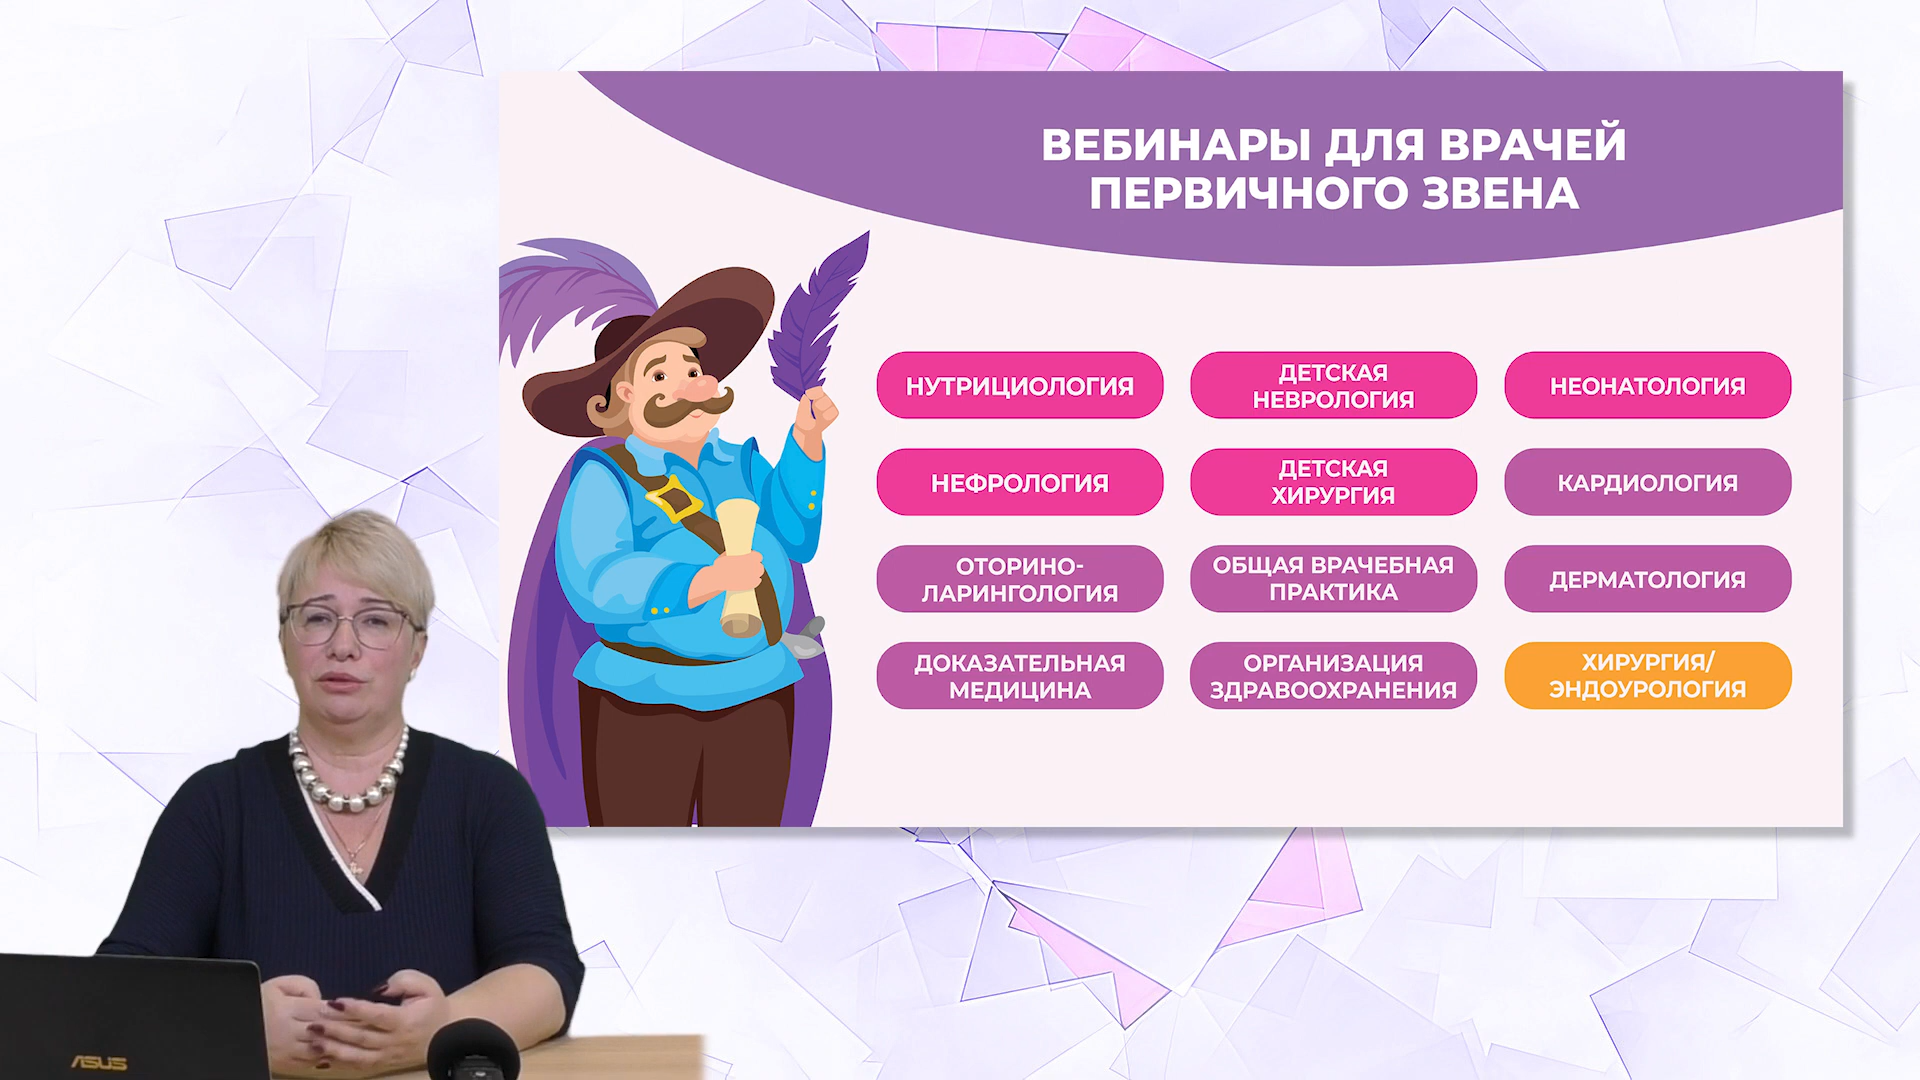 ВЕБИНАРЫ ДЛЯ ВРАЧЕЙ
ПЕРВИЧНОГО ЗВЕНА
НУТРИЦИОЛОГИЯ
ДЕТСКАЯ
НЕВРОЛОГИЯ
НЕОНАТОЛОГИЯ
НЕФРОЛОГИЯ
ДЕТСКАЯ
ХИРУРГИЯ
КАРДИОЛОГИЯ
ОТОРИНО-
ЛАРИНГОЛОГИЯ
ОБЩАЯ ВРАЧЕБНАЯ
ПРАКТИКА
ДЕРМАТОЛОГИЯ
ДОКАЗАТЕЛЬНАЯ
МЕДИЦИНА
ОРГАНИЗАЦИЯ
ЗДРАВООХРАНЕНИЯ
ХИРУРГИЯ/
ЭНДОУРОЛОГИЯ
ASUS